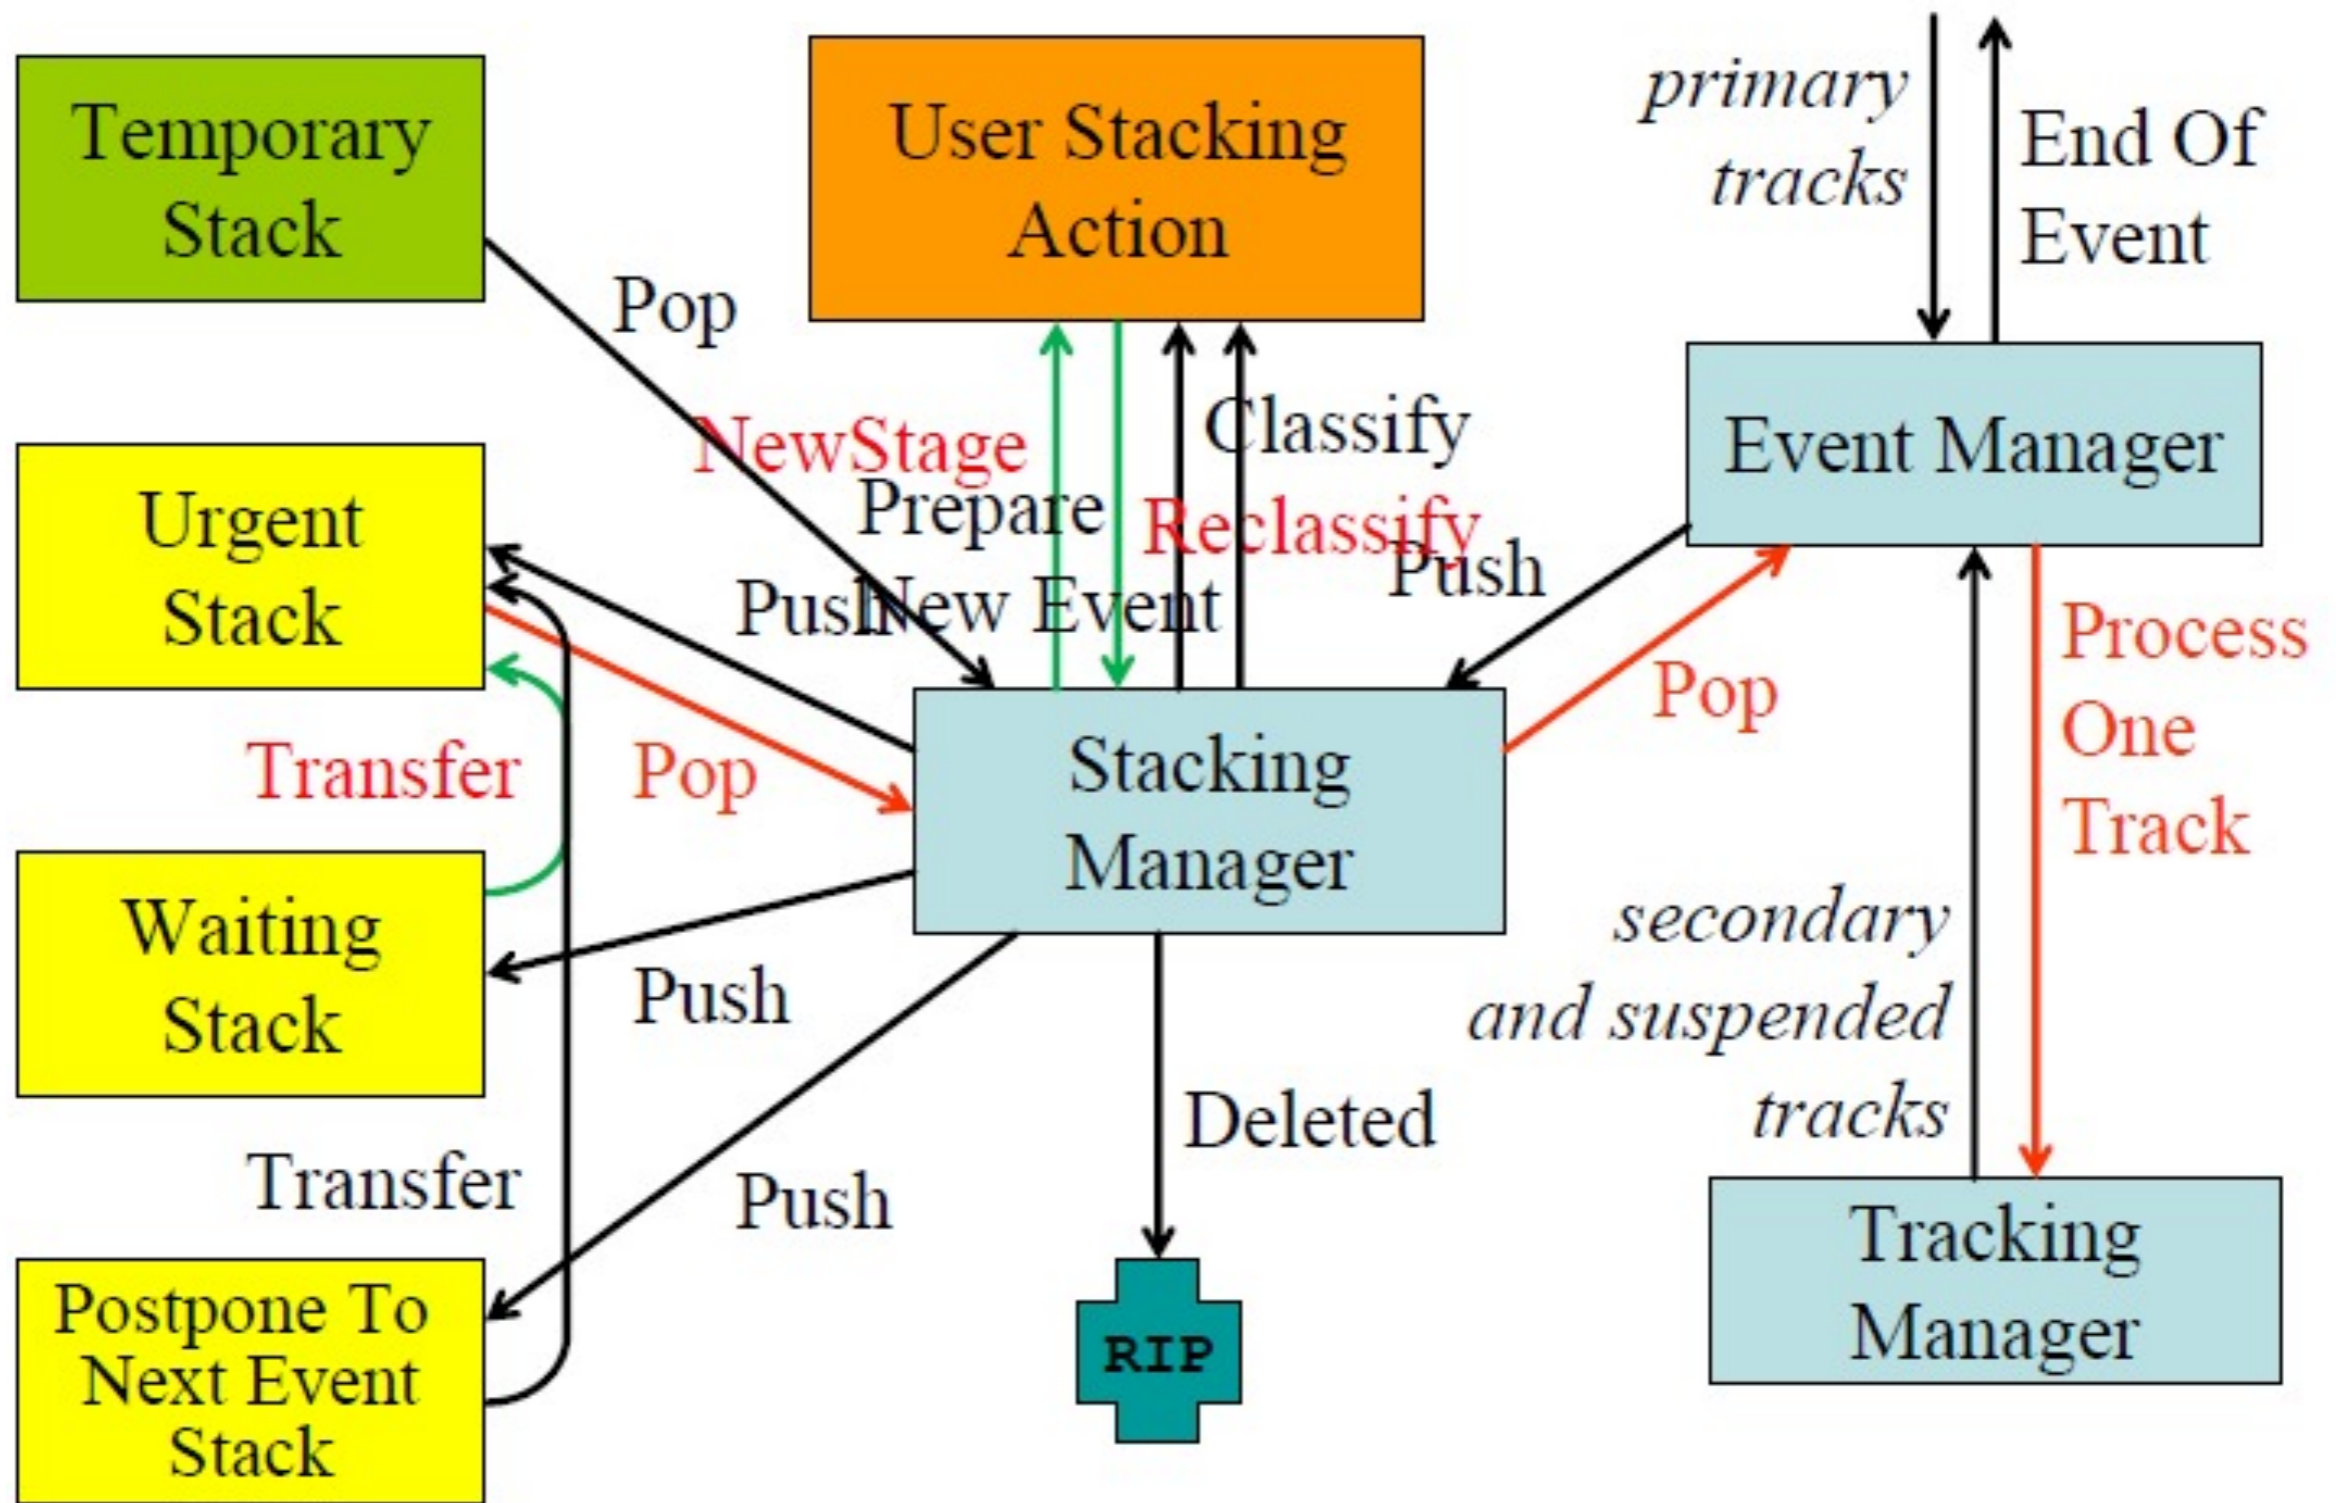 Temporary
Stack
User Stacking
Action
primary
tracks
End Of
Event
Pop
NewStage
Classify
Prepare
Reclassify
Event Manager
Urgent
Stack
Push
New Event
Push
Process
One
Track
Pop
Transfer
Pop
Stacking
Manager
Waiting
Stack
Push
secondary
and suspended
tracks
Transfer
Push
Deleted
Tracking
Manager
Postpone To
Next Event
Stack
RIP